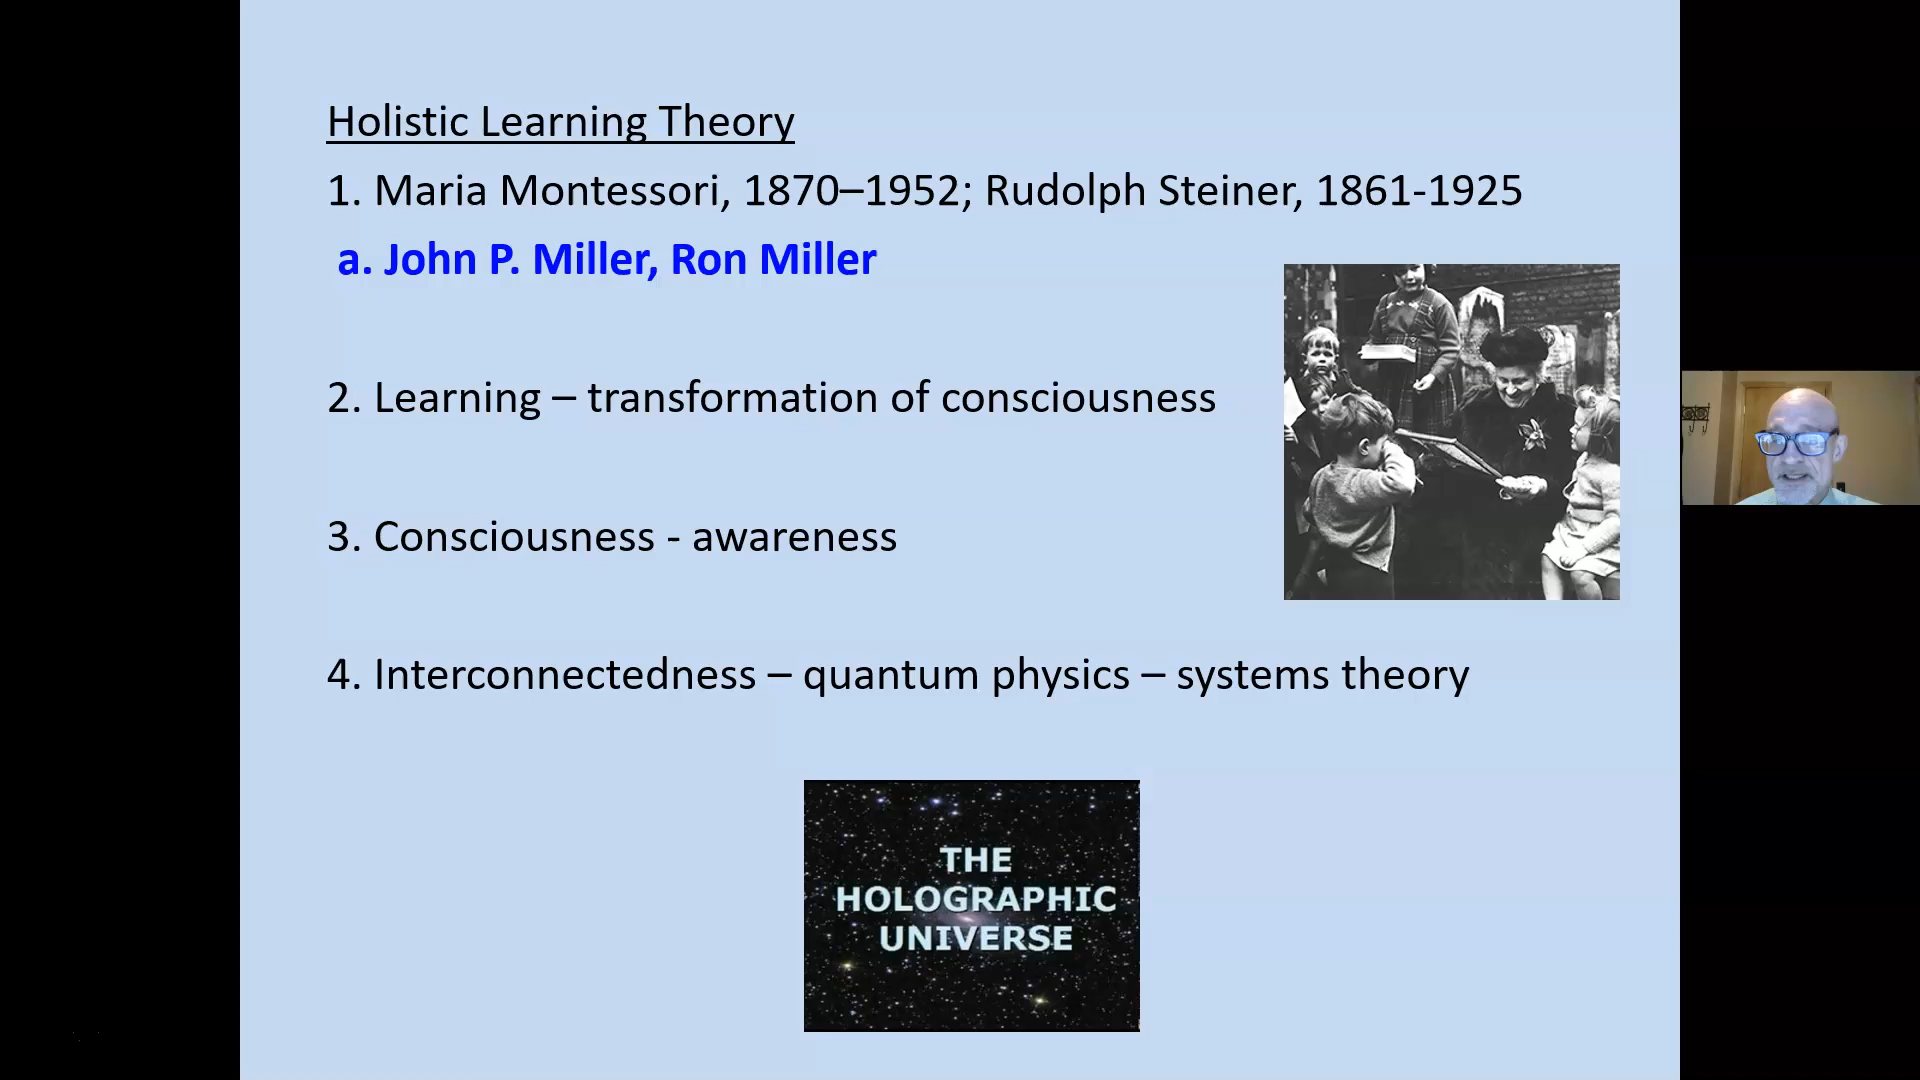 Holistic Learning Theory
1. Maria Montessori, 1870–1952; Rudolph Steiner, 1861-1925
a. John P. Miller, Ron Miller
2. Learning – transformation of consciousness
3. Consciousness - awareness
4. Interconnectedness – quantum physics – systems theory
THE
HOLOGRAPHIC
UNIVERSE